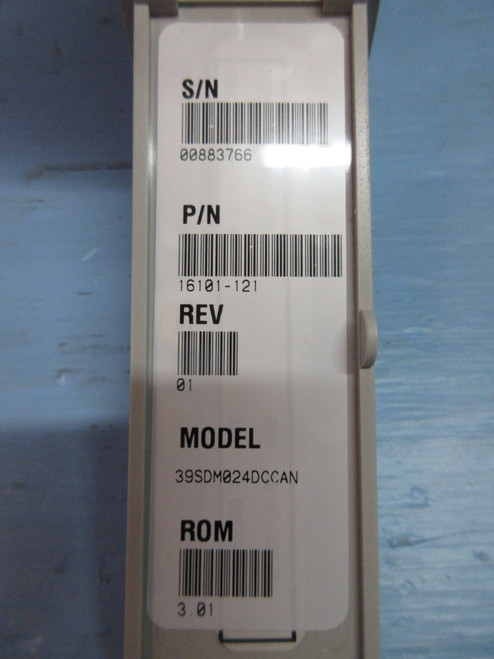 S/N
00883766
P/N
16101-121
REV
01
MODEL
39SDM024DCCAN
ROM
3.01